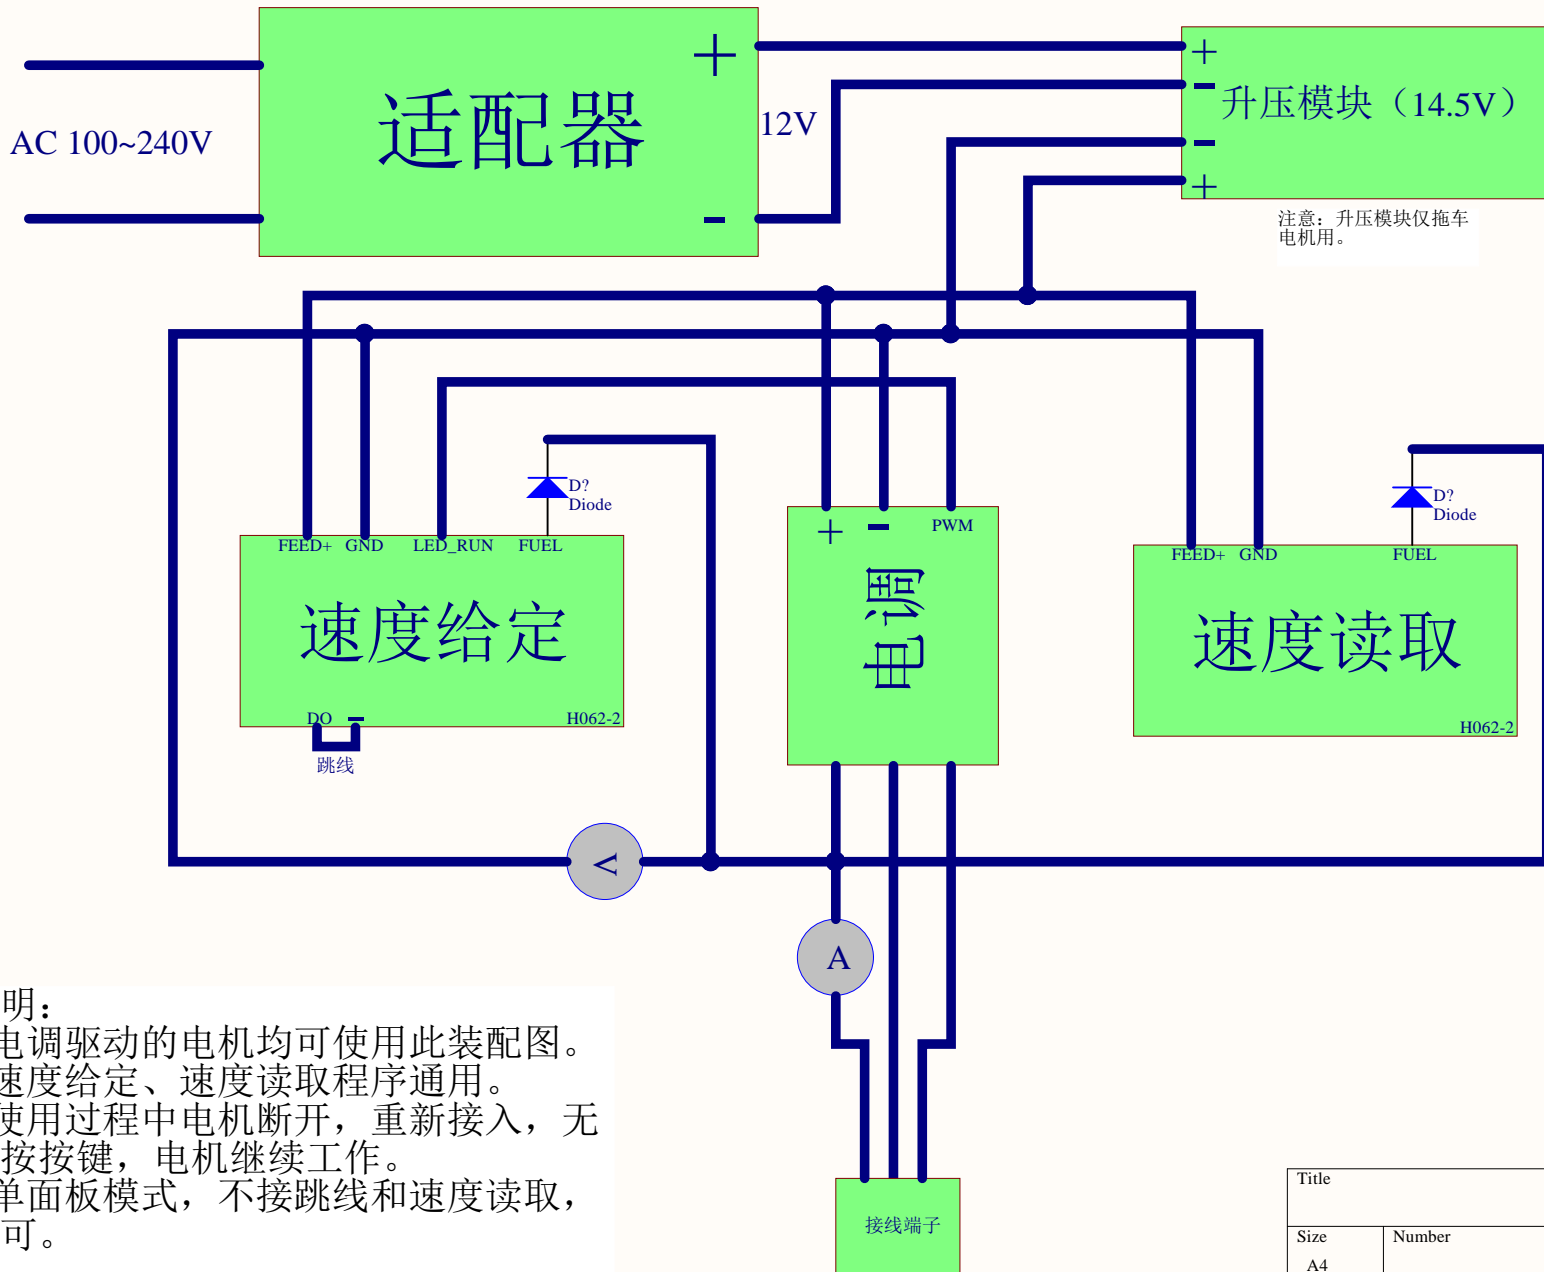 AC 100~240V
适配器
+
-
12V
+
-
升压模块（14.5V）
-
+
注意：升压模块仅拖车
电机用。
D?
Diode
FEED+ GND LED_RUN FUEL
速度给定
DO -
H062-2
跳线
+ - PWM
电调
D?
Diode
FEED+ GND FUEL
速度读取
H062-2
V
A
明：
电调驱动的电机均可使用此装配图。
速度给定、速度读取程序通用。
使用过程中电机断开，重新接入，无
按按键，电机继续工作。
单面板模式，不接跳线和速度读取，
可。
接线端子
Title
Size
Number
A4